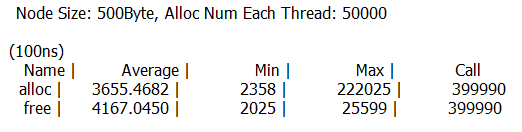 Node Size: 500Byte, Alloc Num Each Thread: 50000
(100ns)
Name | Average | Min | Max | Call
alloc | 3655.4682 | 2358 | 222025 | 399990
free | 4167.0450 | 2025 | 25599 | 399990